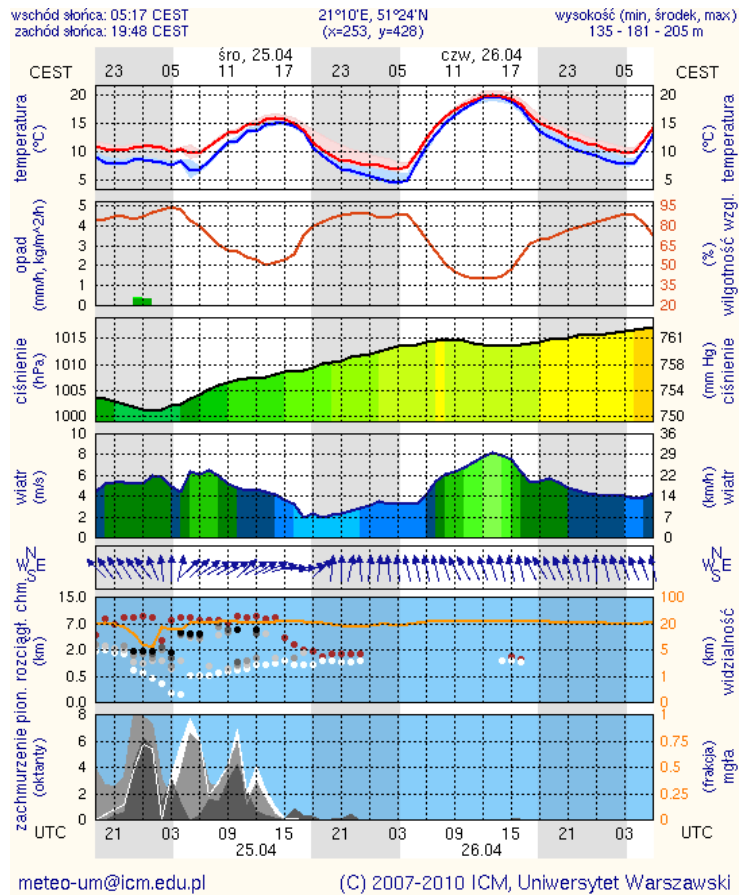 wschód słońca: 05:17 CEST 21°10'E, 51°24'N wysokość (min, środek, max)
zachód słońca: 19:48 CEST (x=253, y=428) 135 - 181 - 205 m
śro, 25.04 czw, 26.04
CEST 23 05 11 17 23 05 11 17 23 05 CEST
temperatura
(°C)
20
15
10
5
20
15
10
5
(°C)
temperatura
opad
(mm/h, kg/m^2/h)
5
4
3
2
1
0
95
80
65
50
35
20
(%)
wilgotność wzgl.
ciśnienie
(hPa)
1015
1010
1005
1000
761
758
754
750
(mm Hg)
ciśnienie
wiatr
(m/s)
10
8
6
4
2
0
36
29
22
14
7
0
(km/h)
wiatr
N
W E
S
N
W E
S
pion. rozciągł. chm.
(km)
15.0
7.0
2.0
0.5
0.0
100
20
5
1
0
(km)
widzialność
zachmurzenie
(oktanty)
8
6
4
2
0
1
0.75
0.5
0.25
0
(frakcja)
mgła
UTC 21 03 09 15 21 03 09 15 21 03 UTC
25.04 26.04
meteo-um@icm.edu.pl (C) 2007-2010 ICM, Uniwersytet Warszawski